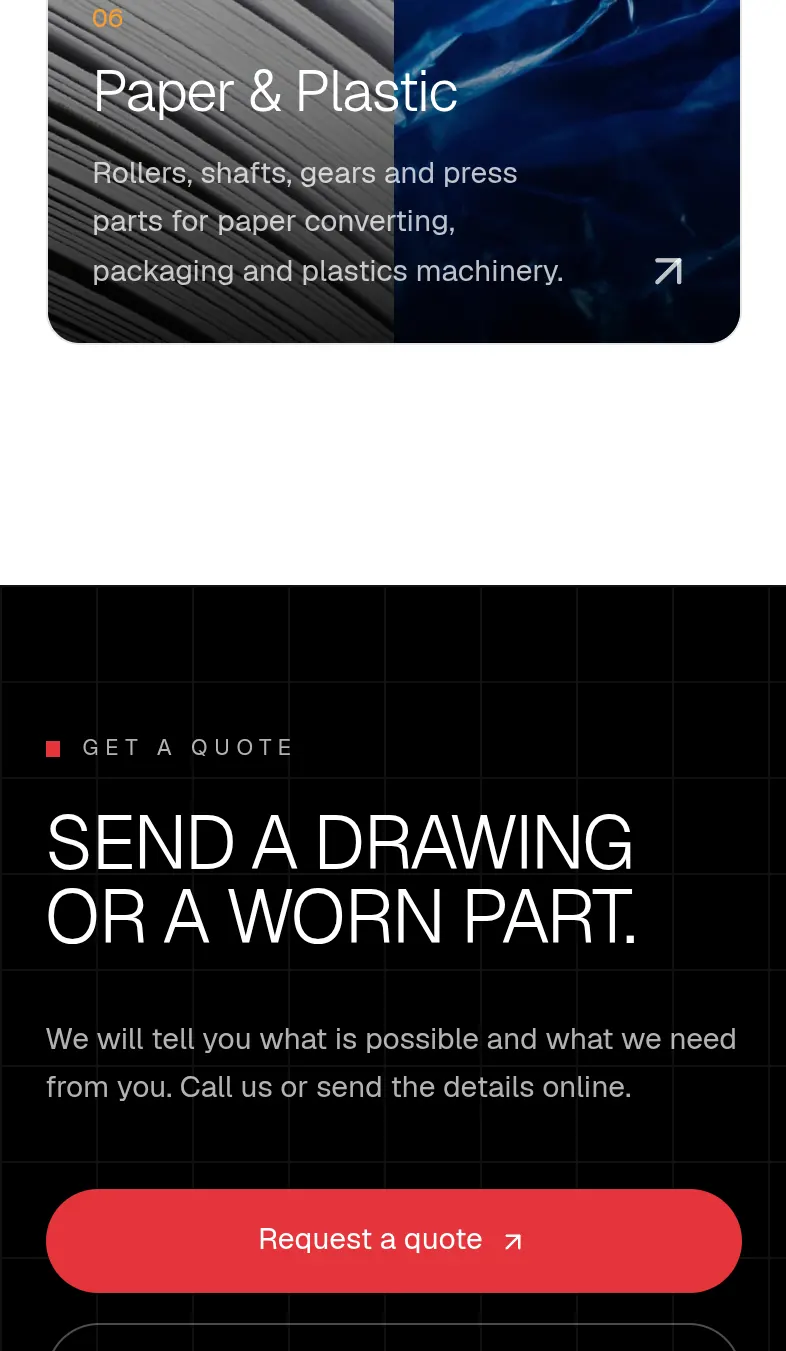 06
Paper & Plastic
Rollers, shafts, gears and press
parts for paper converting,
packaging and plastics machinery.
GET A QUOTE
SEND A DRAWING
OR A WORN PART.
We will tell you what is possible and what we need
from you. Call us or send the details online.
Request a quote